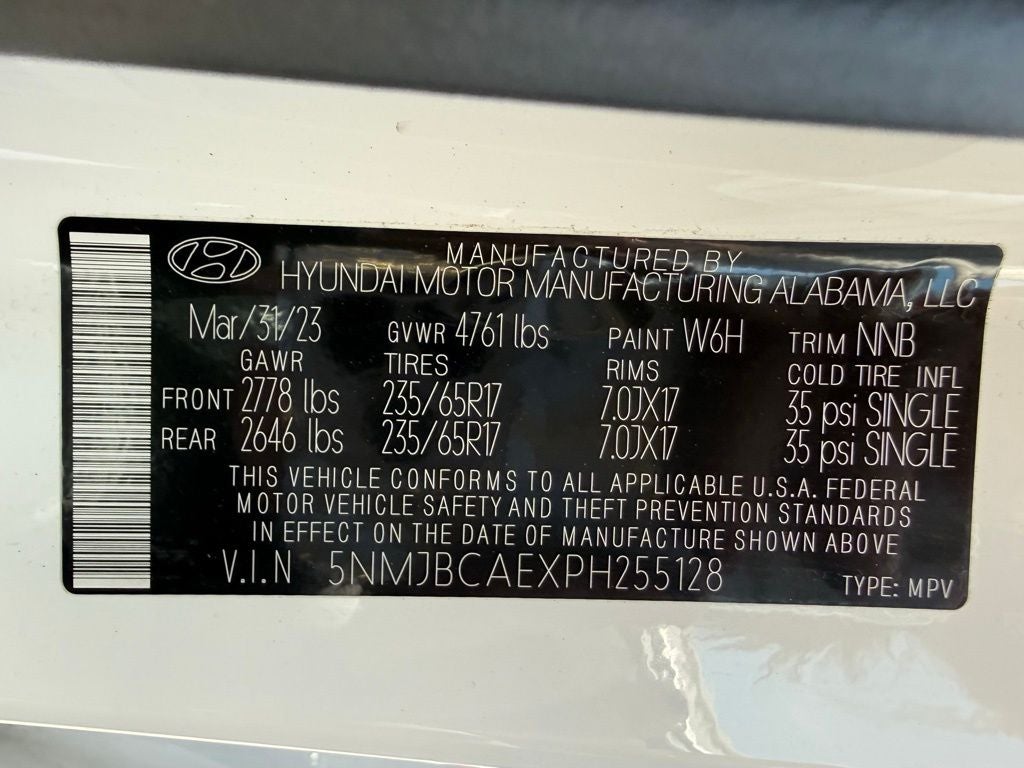 MANUFACTURED BY
HYUNDAI MOTOR MANUFACTURING ALABAMA, LLC
Mar/31/23 GVWR 4761 lbs PAINT W6H TRIM NNB
GAWR TIRES RIMS COLD TIRE INFL
FRONT 2778 lbs 235/65R17 7.0JX17 35 psi SINGLE
REAR 2646 lbs 235/65R17 7.0JX17 35 psi SINGLE
THIS VEHICLE CONFORMS TO ALL APPLICABLE U.S.A. FEDERAL
MOTOR VEHICLE SAFETY AND THEFT PREVENTION STANDARDS
IN EFFECT ON THE DATE OF MANUFACTURE SHOWN ABOVE
V.I.N 5NMJBCAEXPH255128 TYPE: MPV